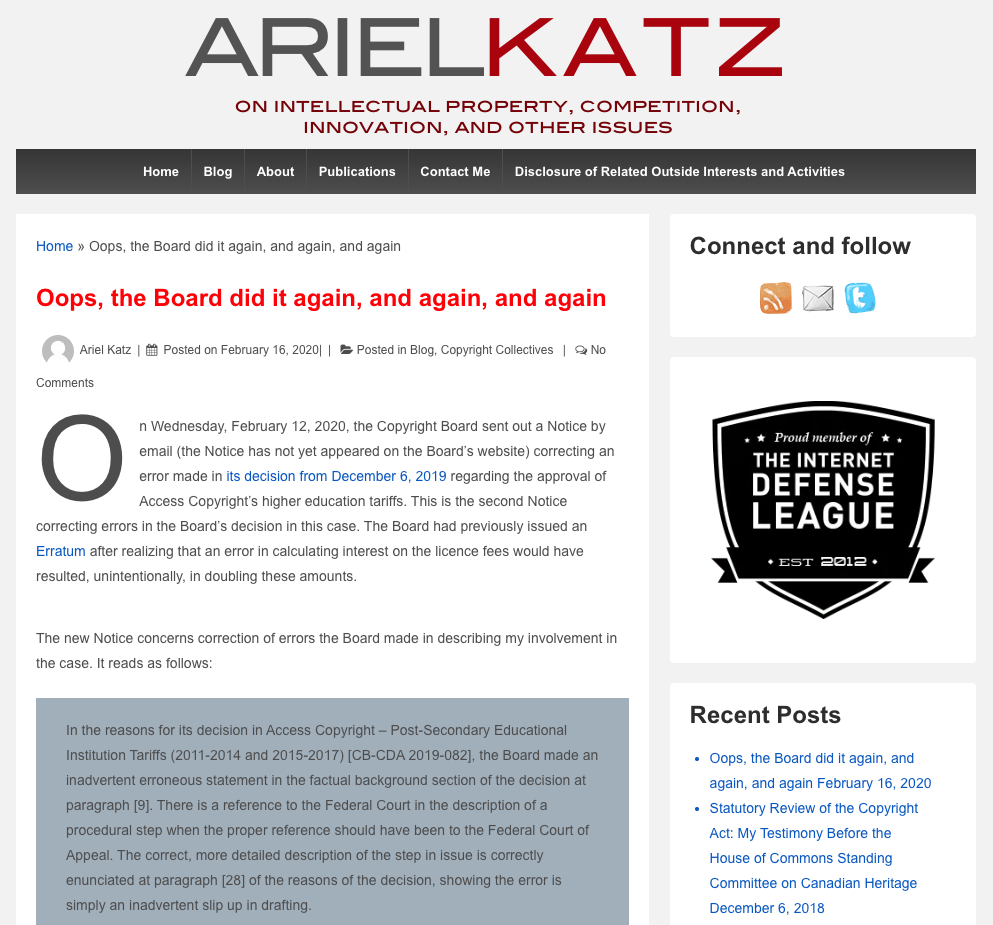 ARIELKATZ
ON INTELLECTUAL PROPERTY, COMPETITION,
INNOVATION, AND OTHER ISSUES
Home Blog About Publications Contact Me Disclosure of Related Outside Interests and Activities
Home » Oops, the Board did it again, and again, and again
Oops, the Board did it again, and again, and again
Ariel Katz | Posted on February 16, 2020| | Posted in Blog, Copyright Collectives | No
Comments
On Wednesday, February 12, 2020, the Copyright Board sent out a Notice by
email (the Notice has not yet appeared on the Board’s website) correcting an
error made in its decision from December 6, 2019 regarding the approval of
Access Copyright’s higher education tariffs. This is the second Notice
correcting errors in the Board’s decision in this case. The Board had previously issued an
Erratum after realizing that an error in calculating interest on the licence fees would have
resulted, unintentionally, in doubling these amounts.
The new Notice concerns correction of errors the Board made in describing my involvement in
the case. It reads as follows:
In the reasons for its decision in Access Copyright – Post-Secondary Educational
Institution Tariffs (2011-2014 and 2015-2017) [CB-CDA 2019-082], the Board made an
inadvertent erroneous statement in the factual background section of the decision at
paragraph [9]. There is a reference to the Federal Court in the description of a
procedural step when the proper reference should have been to the Federal Court of
Appeal. The correct, more detailed description of the step in issue is correctly
enunciated at paragraph [28] of the reasons of the decision, showing the error is
simply an inadvertent slip up in drafting.
Connect and follow
Proud member of
THE INTERNET
DEFENSE
LEAGUE
EST 2012
Recent Posts
Oops, the Board did it again, and
again, and again February 16, 2020
Statutory Review of the Copyright
Act: My Testimony Before the
House of Commons Standing
Committee on Canadian Heritage
December 6, 2018